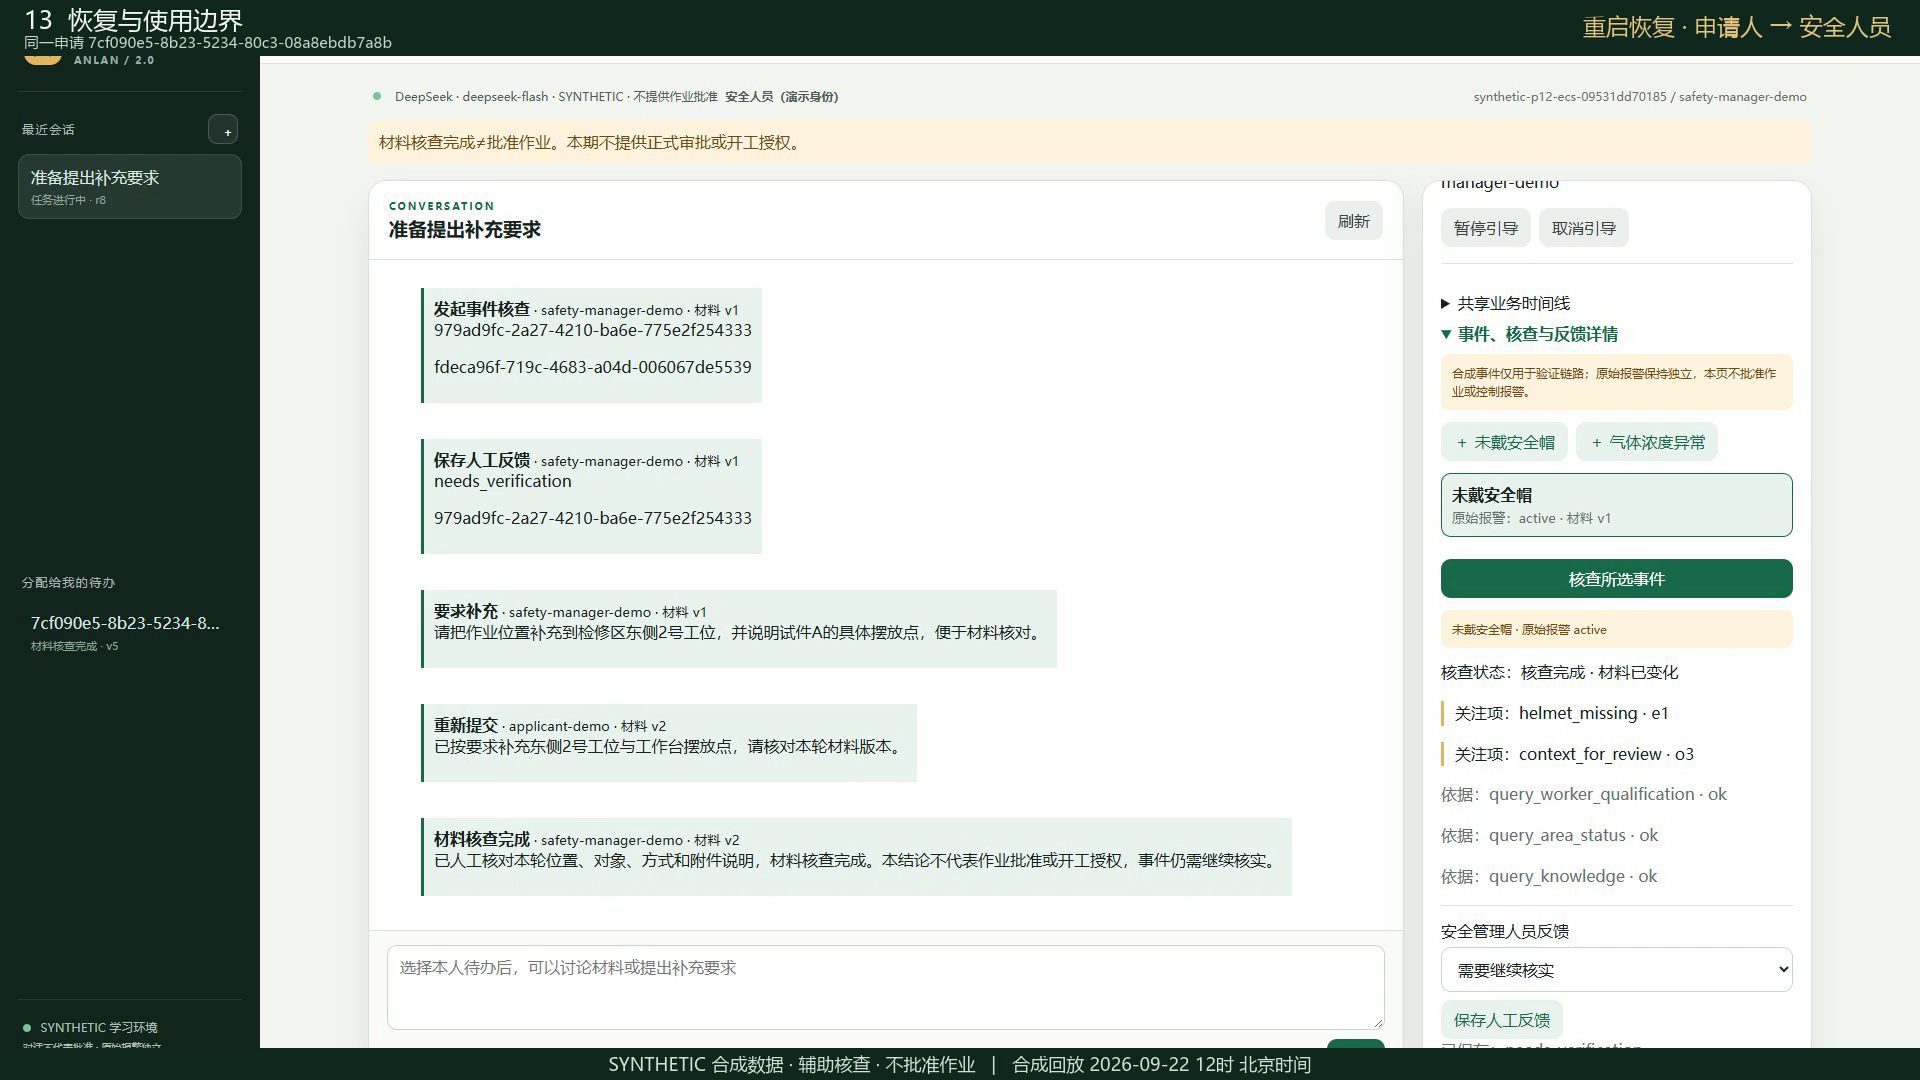 13 恢复与使用边界
同一申请 7cf090e5-8b23-5234-80c3-08a8ebdb7a8b
重启恢复 · 申请人 → 安全人员
ANLAN / 2.0
最近会话
+
准备提出补充要求
任务进行中 · r8
分配给我的待办
7cf090e5-8b23-5234-8...
材料核查完成 · v5
SYNTHETIC 学习环境
DeepSeek · deepseek-flash · SYNTHETIC · 不提供作业批准 安全人员（演示身份）
synthetic-p12-ecs-09531dd70185 / safety-manager-demo
材料核查完成≠批准作业。本期不提供正式审批或开工授权。
CONVERSATION
准备提出补充要求
刷新
发起事件核查 · safety-manager-demo · 材料 v1
979ad9fc-2a27-4210-ba6e-775e2f254333
fdeca96f-719c-4683-a04d-006067de5539
保存人工反馈 · safety-manager-demo · 材料 v1
needs_verification
979ad9fc-2a27-4210-ba6e-775e2f254333
要求补充 · safety-manager-demo · 材料 v1
请把作业位置补充到检修区东侧2号工位，并说明试件A的具体摆放点，便于材料核对。
重新提交 · applicant-demo · 材料 v2
已按要求补充东侧2号工位与工作台摆放点，请核对本轮材料版本。
材料核查完成 · safety-manager-demo · 材料 v2
已人工核对本轮位置、对象、方式和附件说明，材料核查完成。本结论不代表作业批准或开工授权，事件仍需继续核实。
选择本人待办后，可以讨论材料或提出补充要求
manager-demo
暂停引导 取消引导
▶ 共享业务时间线
▼ 事件、核查与反馈详情
合成事件仅用于验证链路；原始报警保持独立，本页不批准作
业或控制报警。
+ 未戴安全帽 + 气体浓度异常
未戴安全帽
原始报警：active · 材料 v1
核查所选事件
未戴安全帽 · 原始报警 active
核查状态：核查完成 · 材料已变化
关注项：helmet_missing · e1
关注项：context_for_review · o3
依据：query_worker_qualification · ok
依据：query_area_status · ok
依据：query_knowledge · ok
安全管理人员反馈
需要继续核实
保存人工反馈
SYNTHETIC 合成数据 · 辅助核查 · 不批准作业 | 合成回放 2026-09-22 12时 北京时间